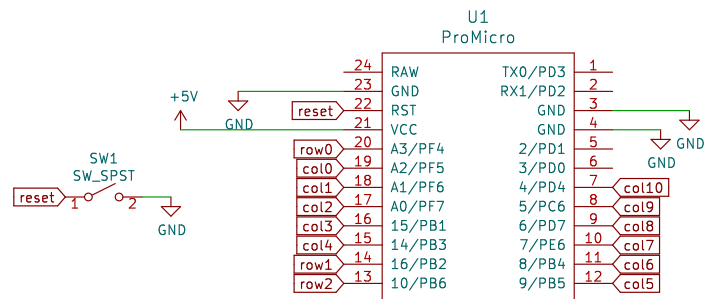 U1
ProMicro
24 RAW TX0/PD3 1
23 GND RX1/PD2 2
reset 22 RST GND 3
+5V 21 VCC GND 4
GND
GND
GND
row0 20 A3/PF4 2/PD1 5
col0 19 A2/PF5 3/PD0 6
col1 18 A1/PF6 4/PD4 7 col10
col2 17 A0/PF7 5/PC6 8 col9
col3 16 15/PB1 6/PD7 9 col8
col4 15 14/PB3 7/PE6 10 col7
row1 14 16/PB2 8/PB4 11 col6
row2 13 10/PB6 9/PB5 12 col5
SW1
SW_SPST
reset 1 2
GND